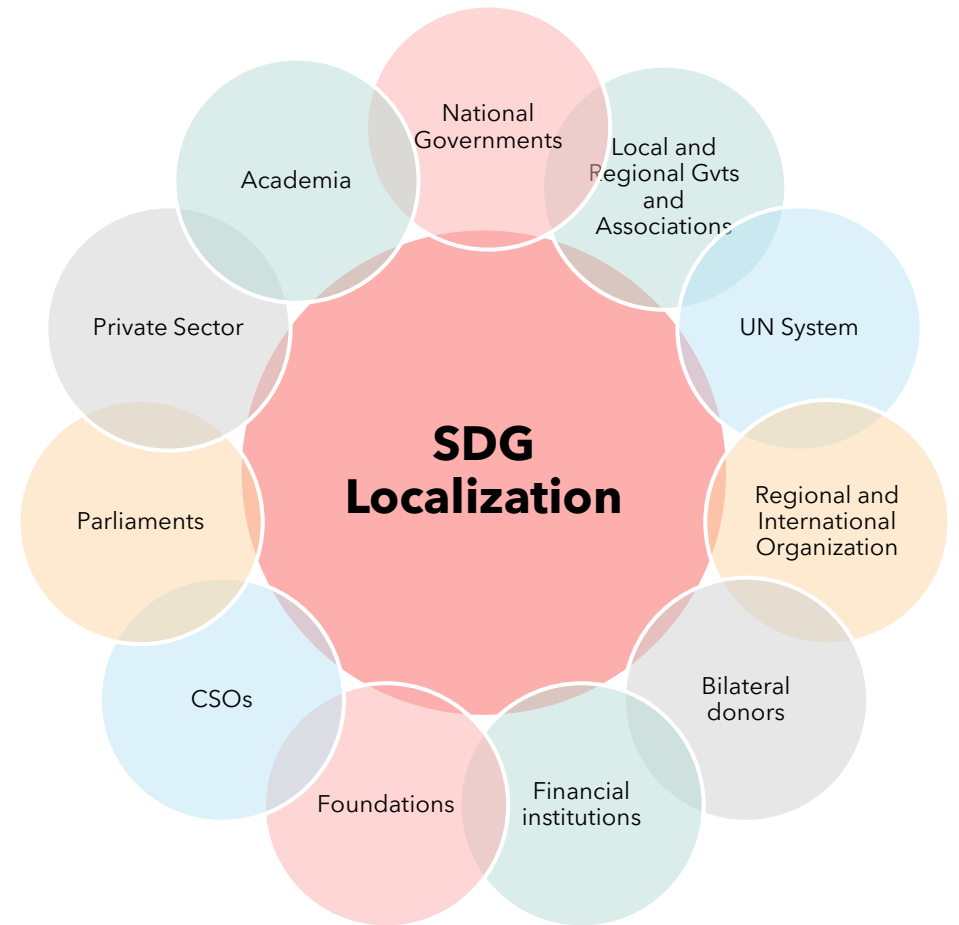 National
Governments
Local and
Regional Gvts
and
Associations
UN System
Regional and
International
Organization
Bilateral
donors
Financial
institutions
Foundations
CSOs
Parliaments
Private Sector
Academia
SDG
Localization